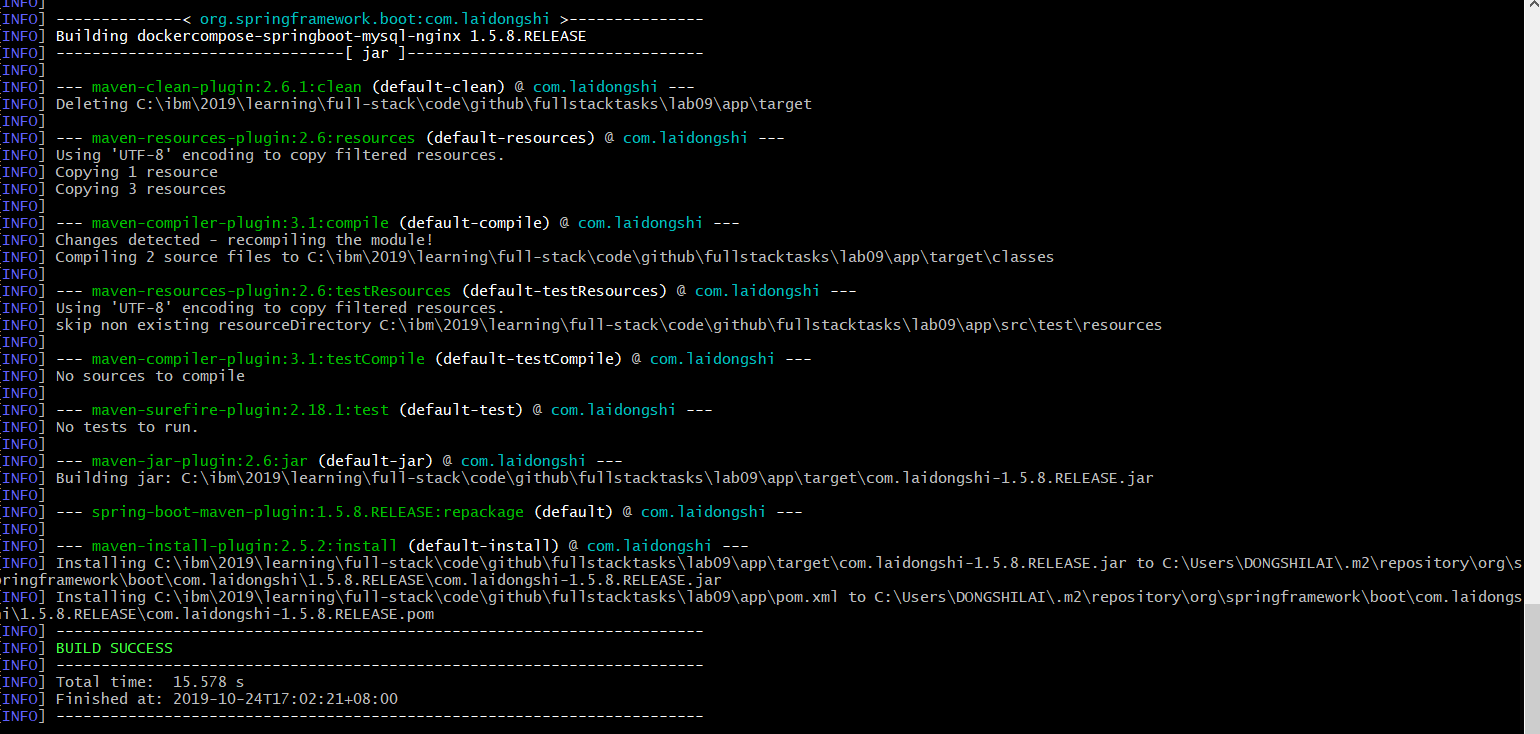 [INFO]
[INFO] --------------< org.springframework.boot:com.laidongshi >---------------
[INFO] Building dockercompose-springboot-mysql-nginx 1.5.8.RELEASE
[INFO] --------------------------------[ jar ]---------------------------------
[INFO]
[INFO] --- maven-clean-plugin:2.6.1:clean (default-clean) @ com.laidongshi ---
[INFO] Deleting C:\ibm\2019\learning\full-stack\code\github\fullstacktasks\lab09\app\target
[INFO]
[INFO] --- maven-resources-plugin:2.6:resources (default-resources) @ com.laidongshi ---
[INFO] Using 'UTF-8' encoding to copy filtered resources.
[INFO] Copying 1 resource
[INFO] Copying 3 resources
[INFO]
[INFO] --- maven-compiler-plugin:3.1:compile (default-compile) @ com.laidongshi ---
[INFO] Changes detected - recompiling the module!
[INFO] Compiling 2 source files to C:\ibm\2019\learning\full-stack\code\github\fullstacktasks\lab09\app\target\classes
[INFO]
[INFO] --- maven-resources-plugin:2.6:testResources (default-testResources) @ com.laidongshi ---
[INFO] Using 'UTF-8' encoding to copy filtered resources.
[INFO] skip non existing resourceDirectory C:\ibm\2019\learning\full-stack\code\github\fullstacktasks\lab09\app\src\test\resources
[INFO]
[INFO] --- maven-compiler-plugin:3.1:testCompile (default-testCompile) @ com.laidongshi ---
[INFO] No sources to compile
[INFO]
[INFO] --- maven-surefire-plugin:2.18.1:test (default-test) @ com.laidongshi ---
[INFO] No tests to run.
[INFO]
[INFO] --- maven-jar-plugin:2.6:jar (default-jar) @ com.laidongshi ---
[INFO] Building jar: C:\ibm\2019\learning\full-stack\code\github\fullstacktasks\lab09\app\target\com.laidongshi-1.5.8.RELEASE.jar
[INFO]
[INFO] --- spring-boot-maven-plugin:1.5.8.RELEASE:repackage (default) @ com.laidongshi ---
[INFO]
[INFO] --- maven-install-plugin:2.5.2:install (default-install) @ com.laidongshi ---
[INFO] Installing C:\ibm\2019\learning\full-stack\code\github\fullstacktasks\lab09\app\target\com.laidongshi-1.5.8.RELEASE.jar to C:\Users\DONGSHILAI\.m2\repository\org\s
pringframework\boot\com.laidongshi\1.5.8.RELEASE\com.laidongshi-1.5.8.RELEASE.jar
[INFO] Installing C:\ibm\2019\learning\full-stack\code\github\fullstacktasks\lab09\app\pom.xml to C:\Users\DONGSHILAI\.m2\repository\org\springframework\boot\com.laidongs
hi\1.5.8.RELEASE\com.laidongshi-1.5.8.RELEASE.pom
[INFO] ------------------------------------------------------------------------
[INFO] BUILD SUCCESS
[INFO] ------------------------------------------------------------------------
[INFO] Total time:  15.578 s
[INFO] Finished at: 2019-10-24T17:02:21+08:00
[INFO] ------------------------------------------------------------------------